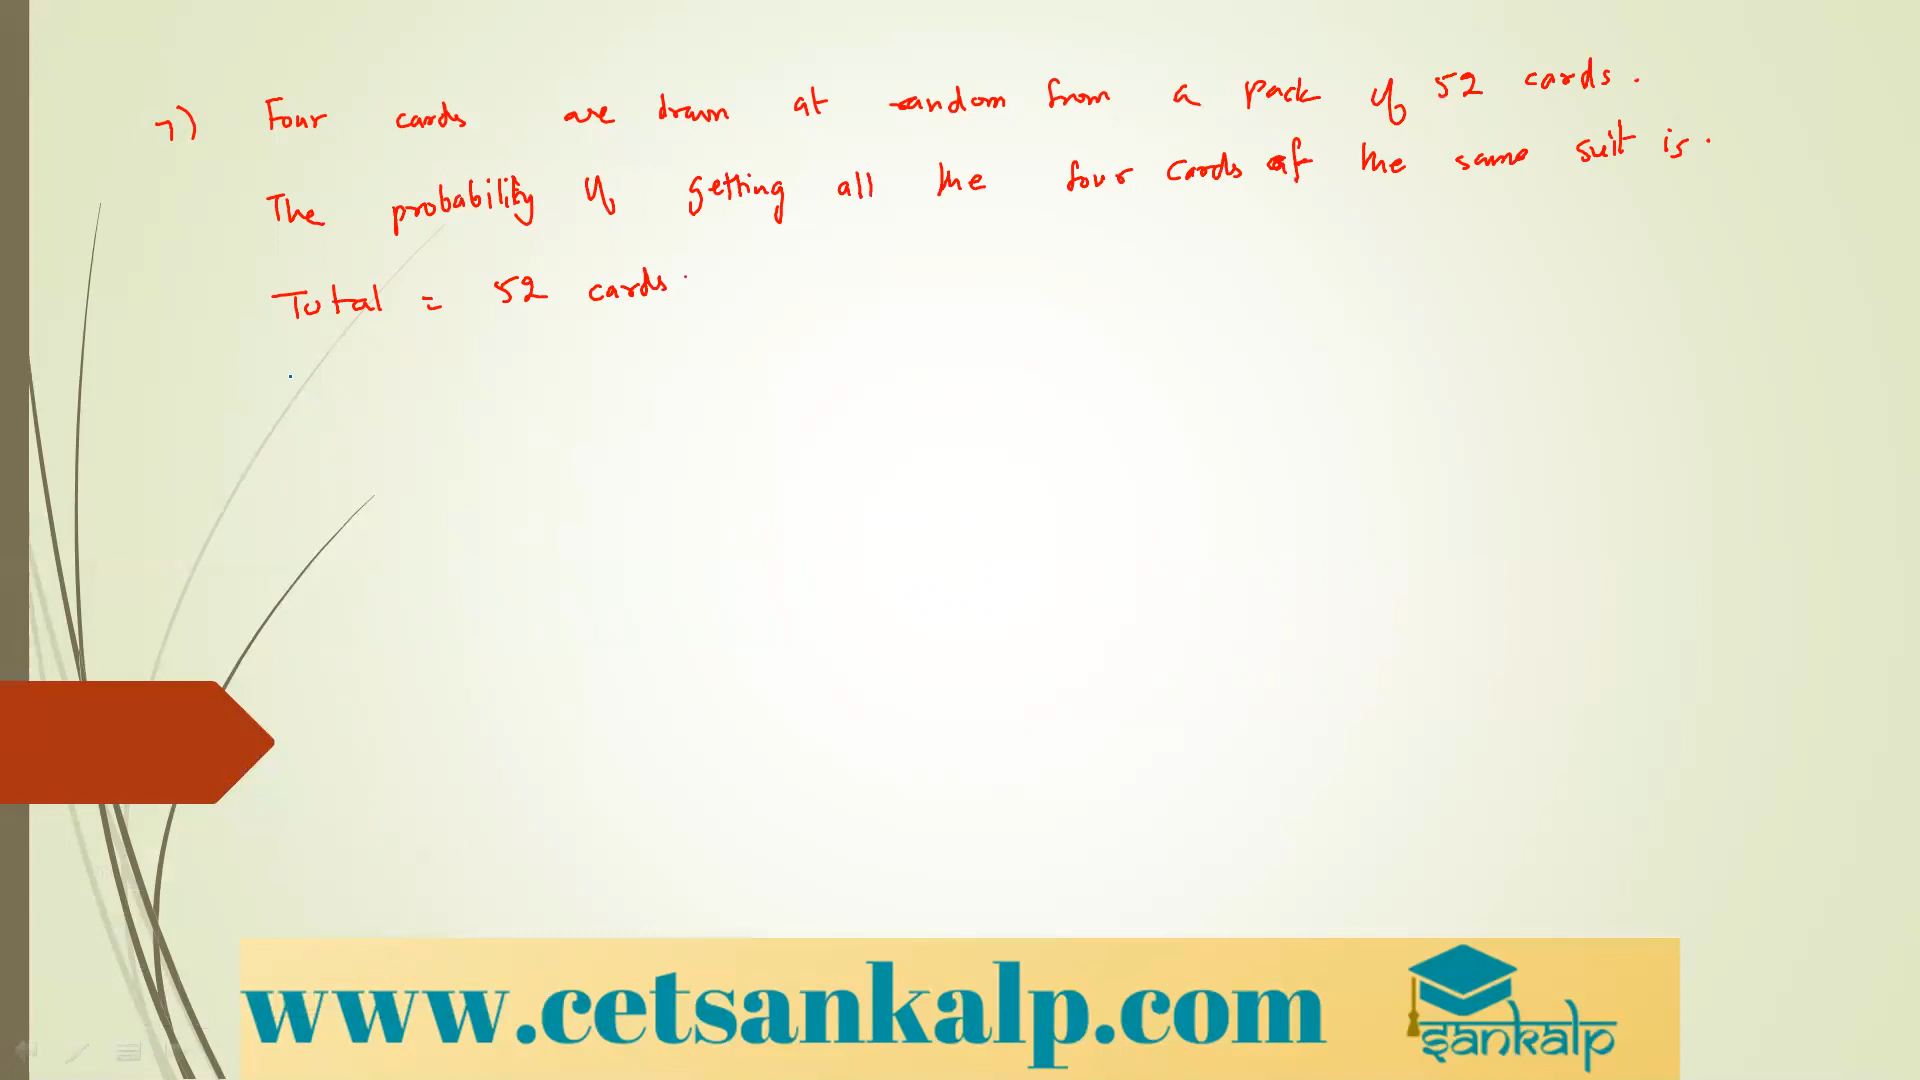 7) Four cards are drawn at random from a pack of 52 cards.
The probability of getting all the four cards of the same suit is.
Total = 52 cards.
www.cetsankalp.com
sankalp